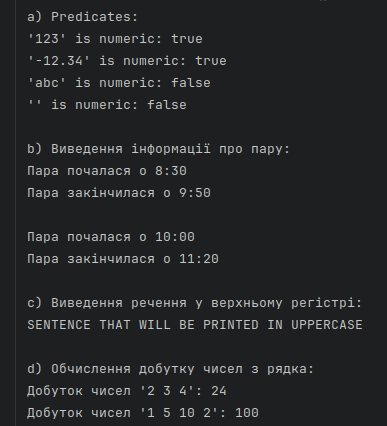 a) Predicates:
'123' is numeric: true
'-12.34' is numeric: true
'abc' is numeric: false
'' is numeric: false
b) Виведення інформації про пару:
Пара почалася о 8:30
Пара закінчилася о 9:50
Пара почалася о 10:00
Пара закінчилася о 11:20
c) Виведення речення у верхньому регістрі:
SENTENCE THAT WILL BE PRINTED IN UPPERCASE
d) Обчислення добутку чисел з рядка:
Добуток чисел '2 3 4': 24
Добуток чисел '1 5 10 2': 100